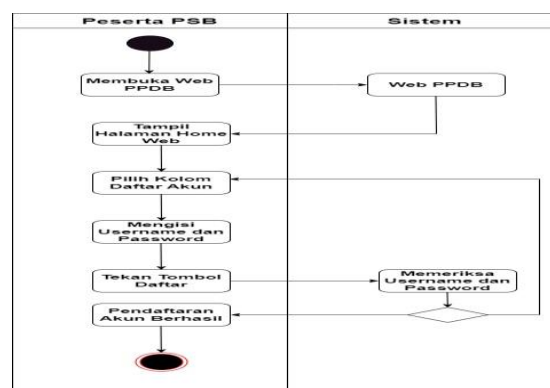 Peserta PSB
Sistem
Membuka Web
PPDB
Web PPDB
Tampil
Halaman Home
Web
Pilih Kolom
Daftar Akun
Mengisi
Username dan
Password
Tekan Tombol
Daftar
Memeriksa
Username dan
Password
Pendaftaran
Akun Berhasil